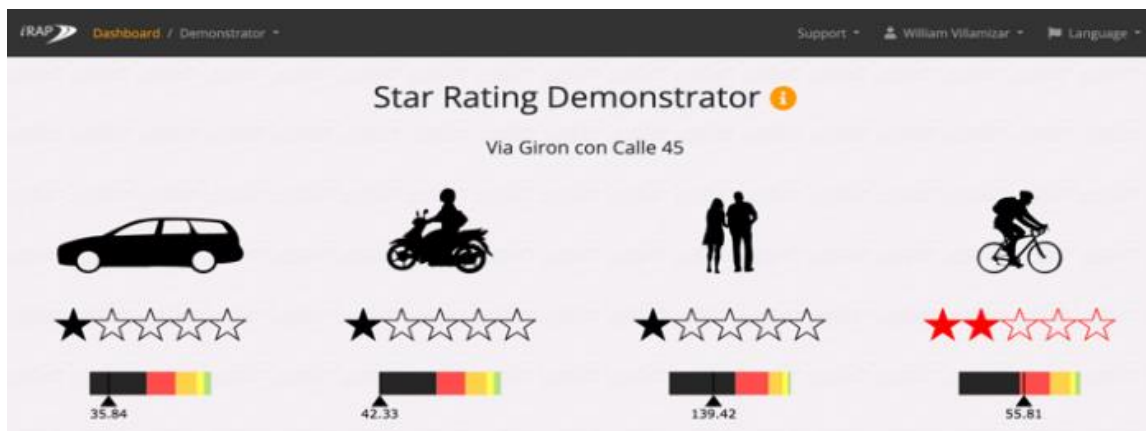 iRAP Dashboard / Demonstrator Support William Villamizar Language
Star Rating Demonstrator
Via Giron con Calle 45
35.84 42.33 139.42 55.81